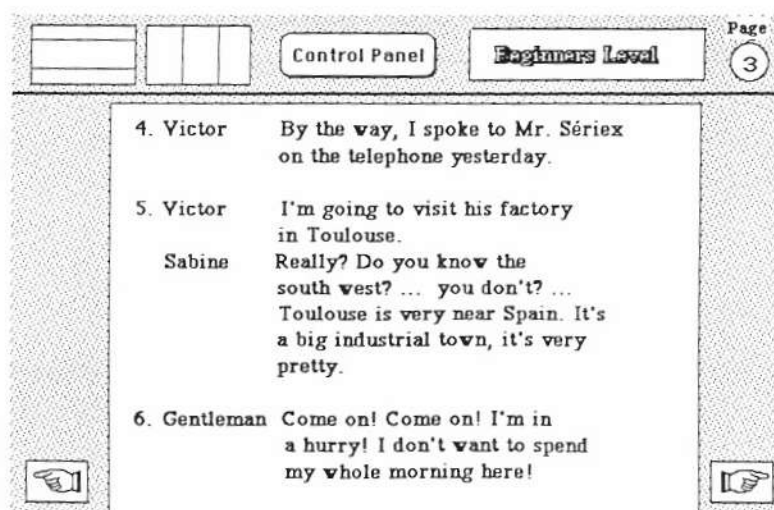 Page
Control Panel
Beginners Level
3
4. Victor By the way, I spoke to Mr. Sériex
on the telephone yesterday.
5. Victor I'm going to visit his factory
in Toulouse.
Sabine Really? Do you know the
south west? ... you don't? ...
Toulouse is very near Spain. It's
a big industrial town, it's very
pretty.
6. Gentleman Come on! Come on! I'm in
a hurry! I don't want to spend
my whole morning here!